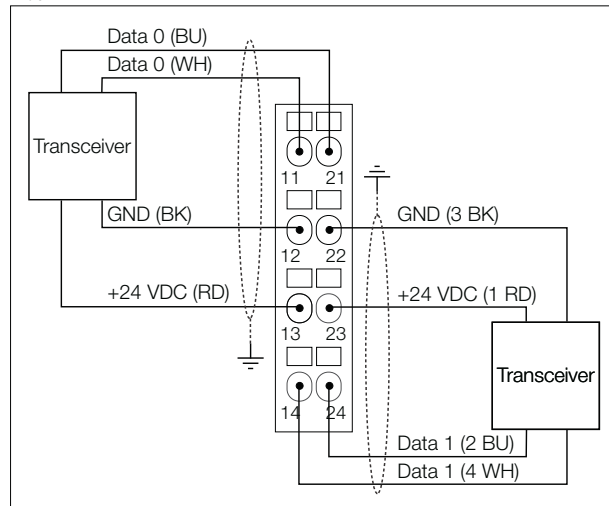 Data 0 (BU)
Data 0 (WH)
Transceiver
11 21
GND (BK)
GND (3 BK)
12 22
+24 VDC (RD)
+24 VDC (1 RD)
13 23
Transceiver
14 24
Data 1 (2 BU)
Data 1 (4 WH)